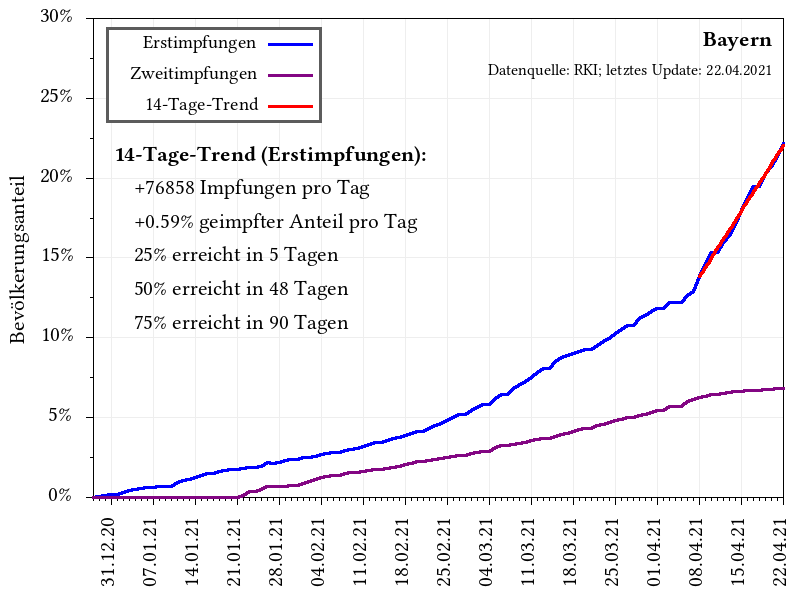 30%
25%
20%
15%
10%
5%
0%
Bevölkerungsanteil
Erstimpfungen
Zweitimpfungen
14-Tage-Trend
Bayern
Datenquelle: RKI; letztes Update: 22.04.2021
14-Tage-Trend (Erstimpfungen):
+76858 Impfungen pro Tag
+0.59% geimpfter Anteil pro Tag
25% erreicht in 5 Tagen
50% erreicht in 48 Tagen
75% erreicht in 90 Tagen
31.12.20
07.01.21
14.01.21
21.01.21
28.01.21
04.02.21
11.02.21
18.02.21
25.02.21
04.03.21
11.03.21
18.03.21
25.03.21
01.04.21
08.04.21
15.04.21
22.04.21